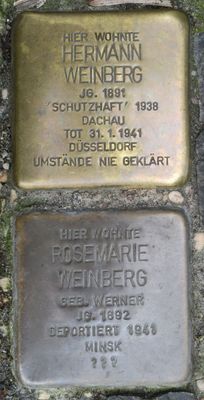 HIER WOHNTE
HERMANN
WEINBERG
JG. 1891
'SCHUTZHAFT' 1938
DACHAU
TOT 31.1.1941
DÜSSELDORF
UMSTÄNDE NIE GEKLÄRT
HIER WOHNTE
ROSEMARIE
WEINBERG
GEB. WERNER
JG. 1892
DEPORTIERT 1941
MINSK
???